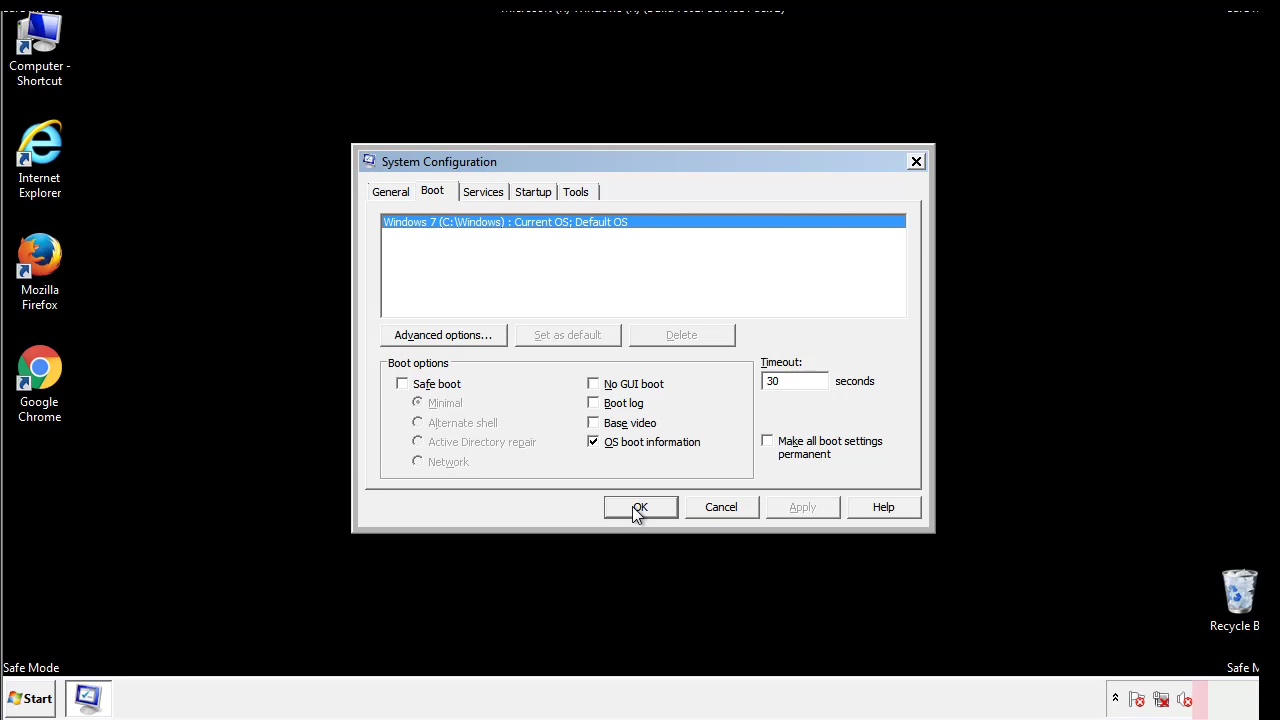 Computer -
Shortcut
Internet
Explorer
Mozilla
Firefox
Google
Chrome
System Configuration
General Boot Services Startup Tools
Windows 7 (C:\Windows) : Current OS; Default OS
Advanced options... Set as default Delete
Boot options
Safe boot
Minimal
Alternate shell
Active Directory repair
Network
No GUI boot
Boot log
Base video
OS boot information
Timeout:
30 seconds
Make all boot settings
permanent
OK Cancel Apply Help
Recycle B
Safe Mode
Safe M
Start